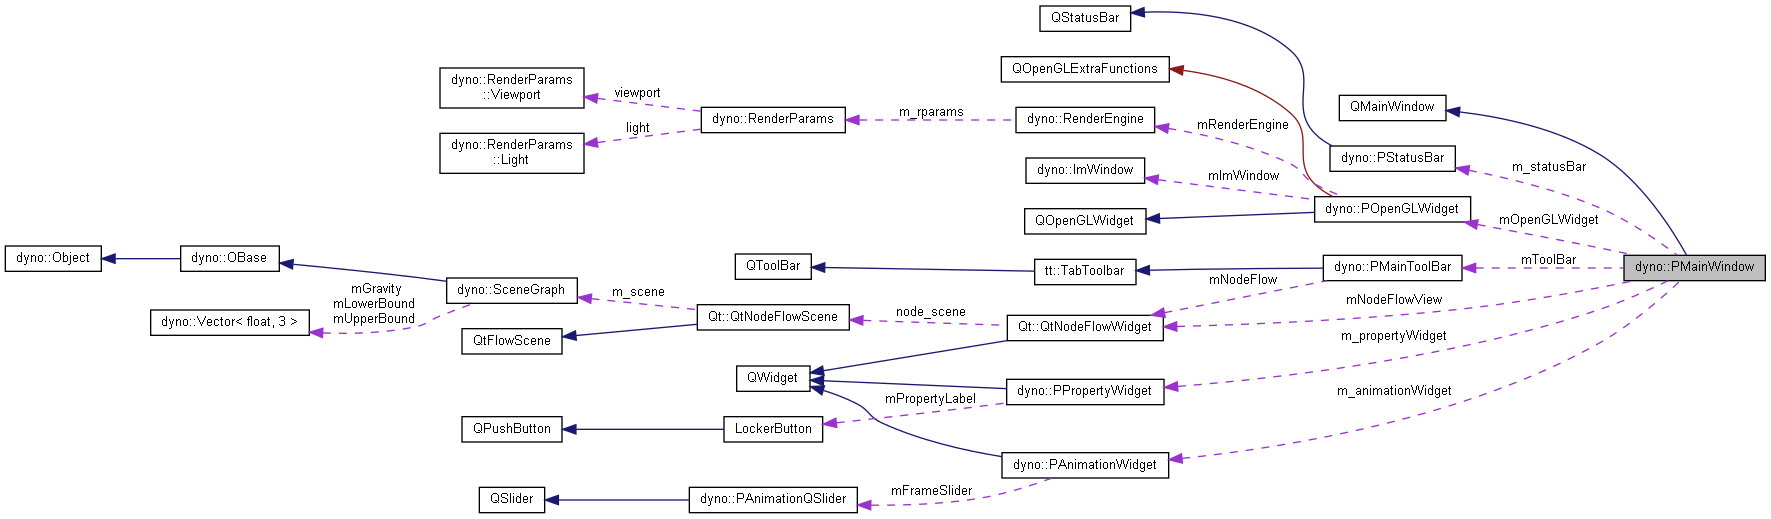 QStatusBar
QOpenGLExtraFunctions
dyno::RenderParams
::Viewport
viewport
QMainWindow
m_rparams
dyno::RenderParams
dyno::RenderEngine
mRenderEngine
light
dyno::RenderParams
::Light
dyno::PStatusBar
m_statusBar
dyno::ImWindow
mImWindow
dyno::POpenGLWidget
QOpenGLWidget
mOpenGLWidget
dyno::Object
dyno::OBase
QToolBar
tt::TabToolbar
dyno::PMainToolBar
mToolBar
dyno::PMainWindow
mNodeFlow
dyno::SceneGraph
mGravity
mLowerBound
mUpperBound
m_scene
mNodeFlowView
dyno::Vector< float, 3 >
Qt::QtNodeFlowScene
node_scene
Qt::QtNodeFlowWidget
QtFlowScene
m_propertyWidget
QWidget
dyno::PPropertyWidget
m_animationWidget
mPropertyLabel
QPushButton
LockerButton
dyno::PAnimationWidget
QSlider
dyno::PAnimationQSlider
mFrameSlider